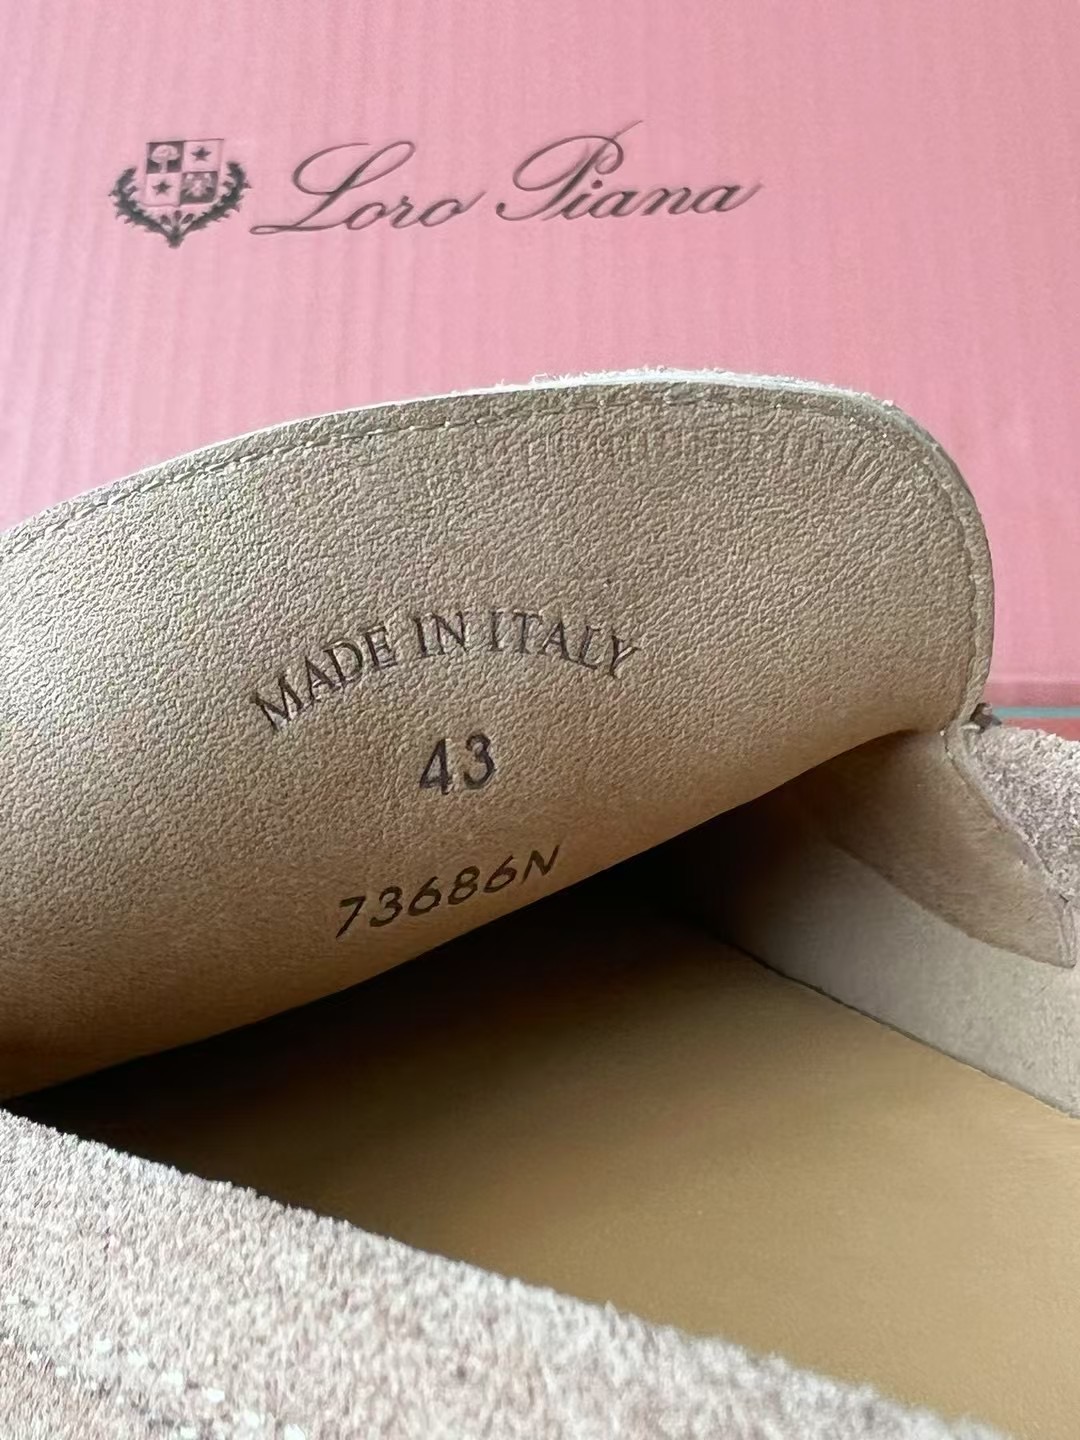 Loro Piana
MADE IN ITALY
43
73686N